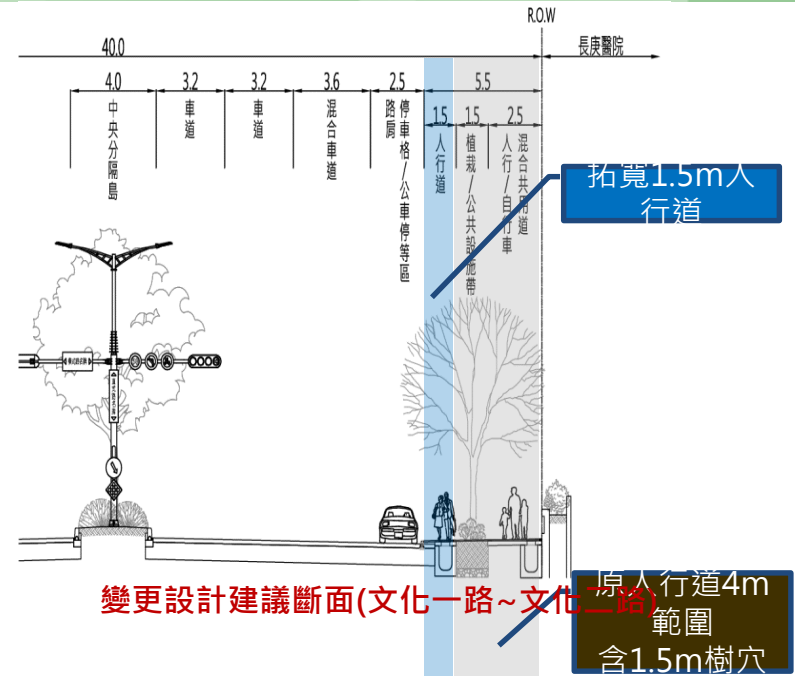 R.O.W
40.0
長庚醫院
4.0
3.2
3.2
3.6
2.5
5.5
1.5
1.5
2.5
中央分隔島
車道
車道
混合車道
停車格/公車停等區
路肩
人行道
植栽/公共設施帶
混合共用道
人行/自行車
拓寬1.5m人
行道
變更設計建議斷面(文化一路~文化二路)
原人行道4m
範圍
含1.5m樹穴